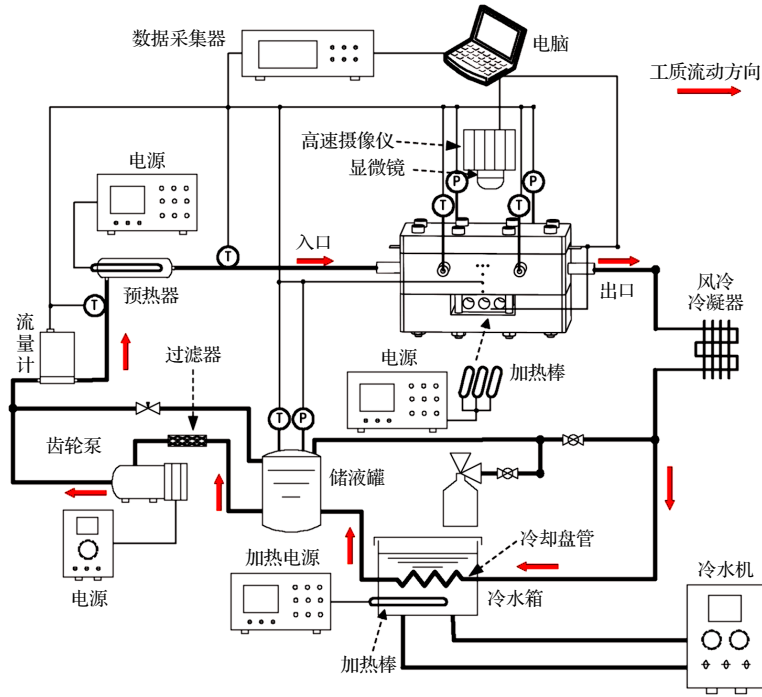 数据采集器
电脑
工质流动方向
高速摄像仪
显微镜
电源
P
P
T
T
T
入口
出口
预热器
T
风冷
冷凝器
流
量
计
过滤器
电源
加热棒
T
P
齿轮泵
储液罐
冷却盘管
加热电源
冷水机
电源
冷水箱
加热棒